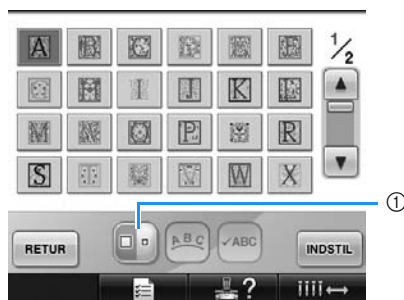 A B C F 1/2
H I J K L
M N O P R
S V W X
①
RETUR ABC ✓ABC INDSTIL
?